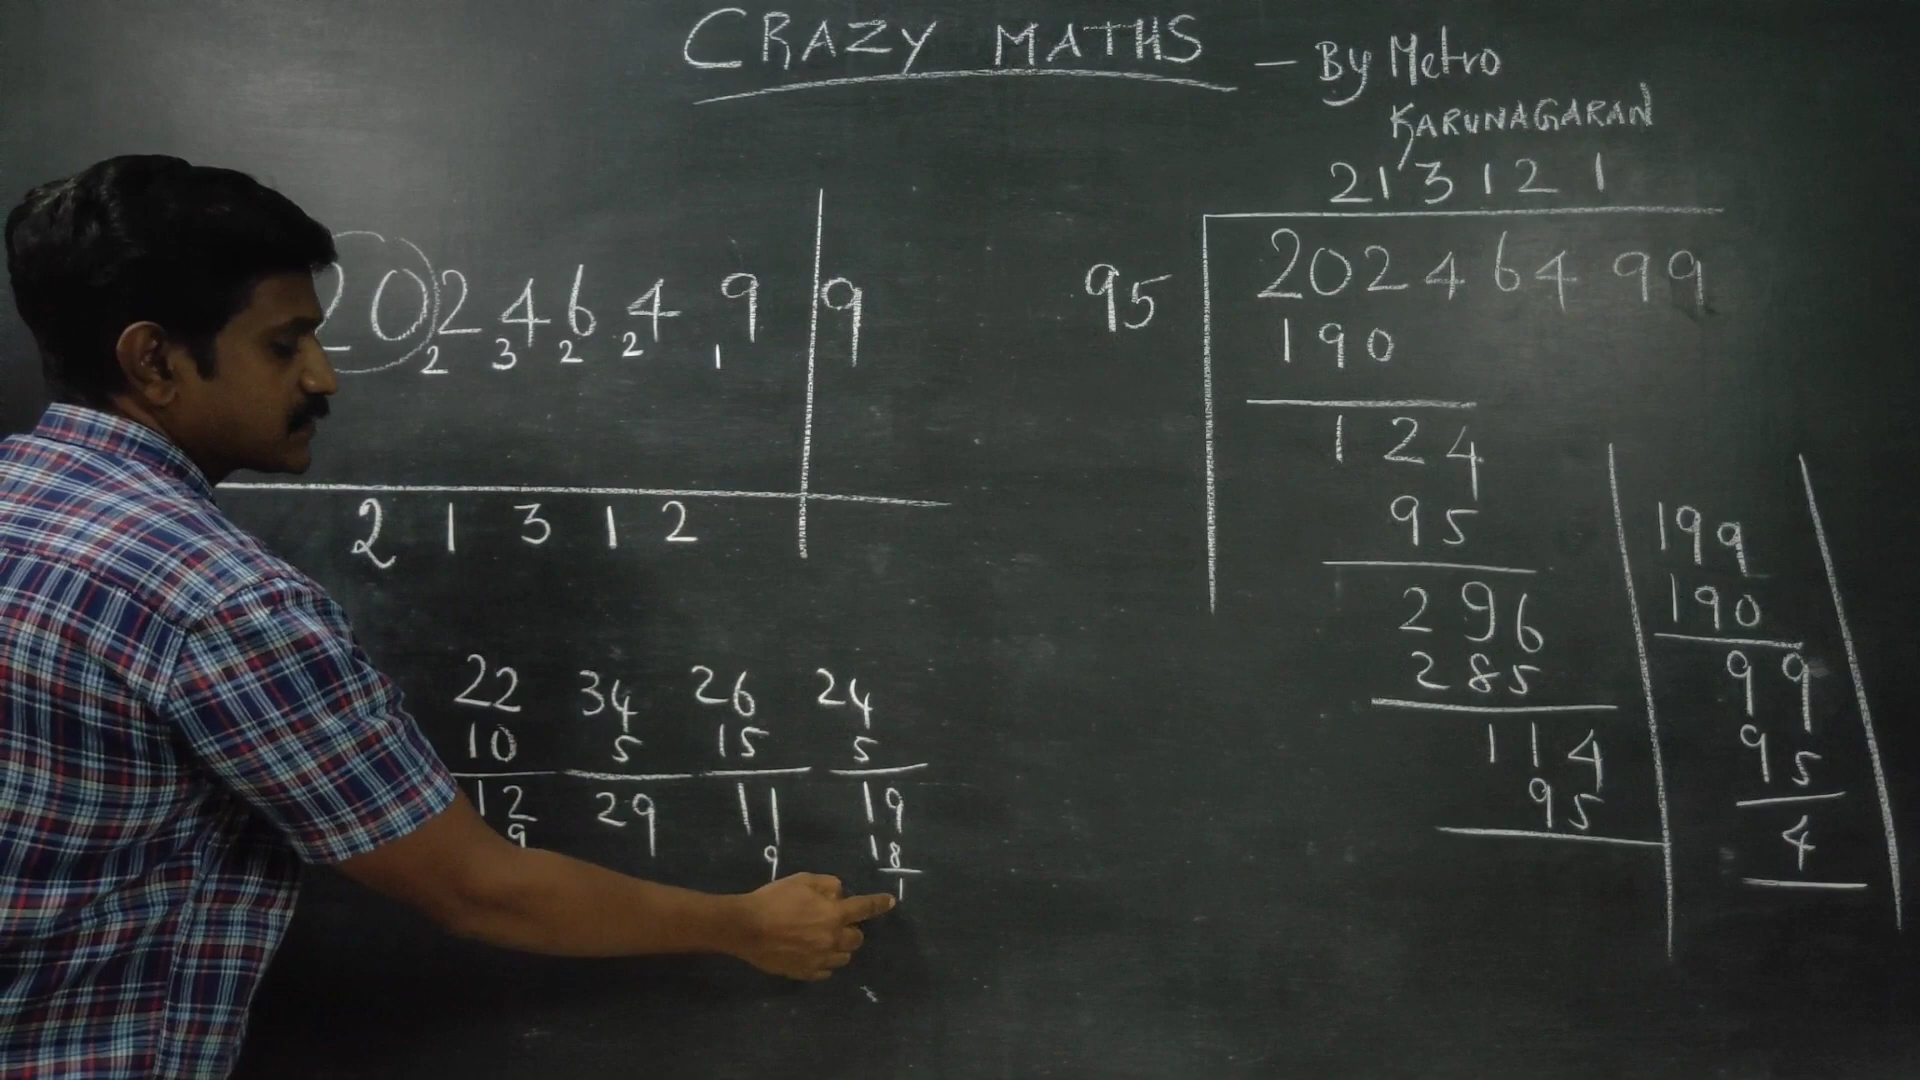 CRAZY MATHS
— By Metro
KARUNAGARAN
20246499
2 3 2 2 1
2 1 3 1 2
22 34 26 24
10 5 15 5
12 29 11 19
9 9 18
1
213121
95 20246499
190
124
95
296
285
114
95
199
190
99
95
4